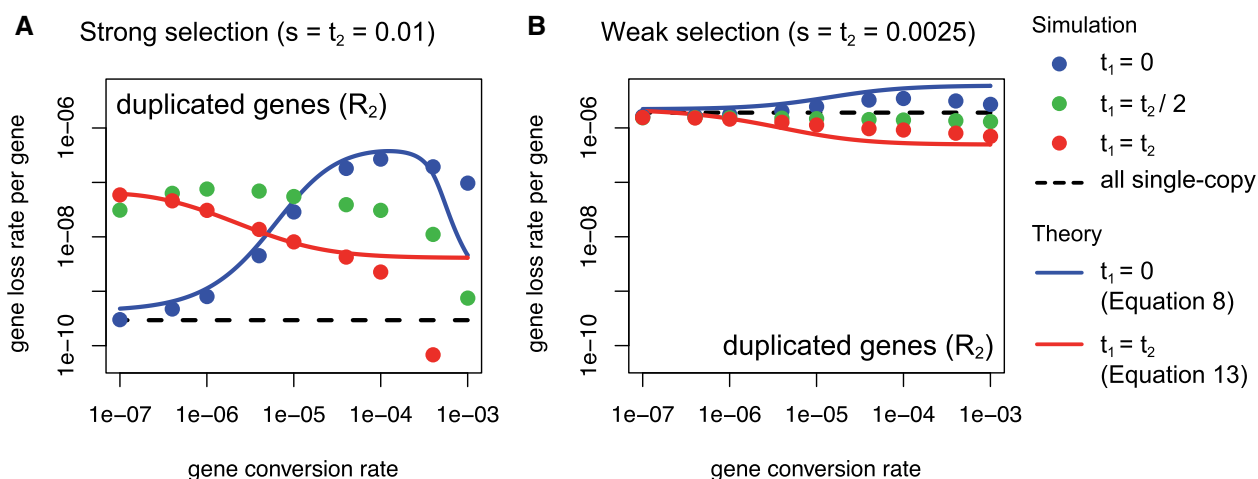 A
Strong selection (s = t2 = 0.01)
duplicated genes (R2)
gene loss rate per gene
1e−06
1e−08
1e−10
1e−07
1e−06
1e−05
1e−04
1e−03
gene conversion rate
B
Weak selection (s = t2 = 0.0025)
gene loss rate per gene
1e−06
1e−08
1e−10
duplicated genes (R2)
1e−07
1e−06
1e−05
1e−04
1e−03
gene conversion rate
Simulation
t1 = 0
t1 = t2 / 2
t1 = t2
all single-copy
Theory
t1 = 0
(Equation 8)
t1 = t2
(Equation 13)